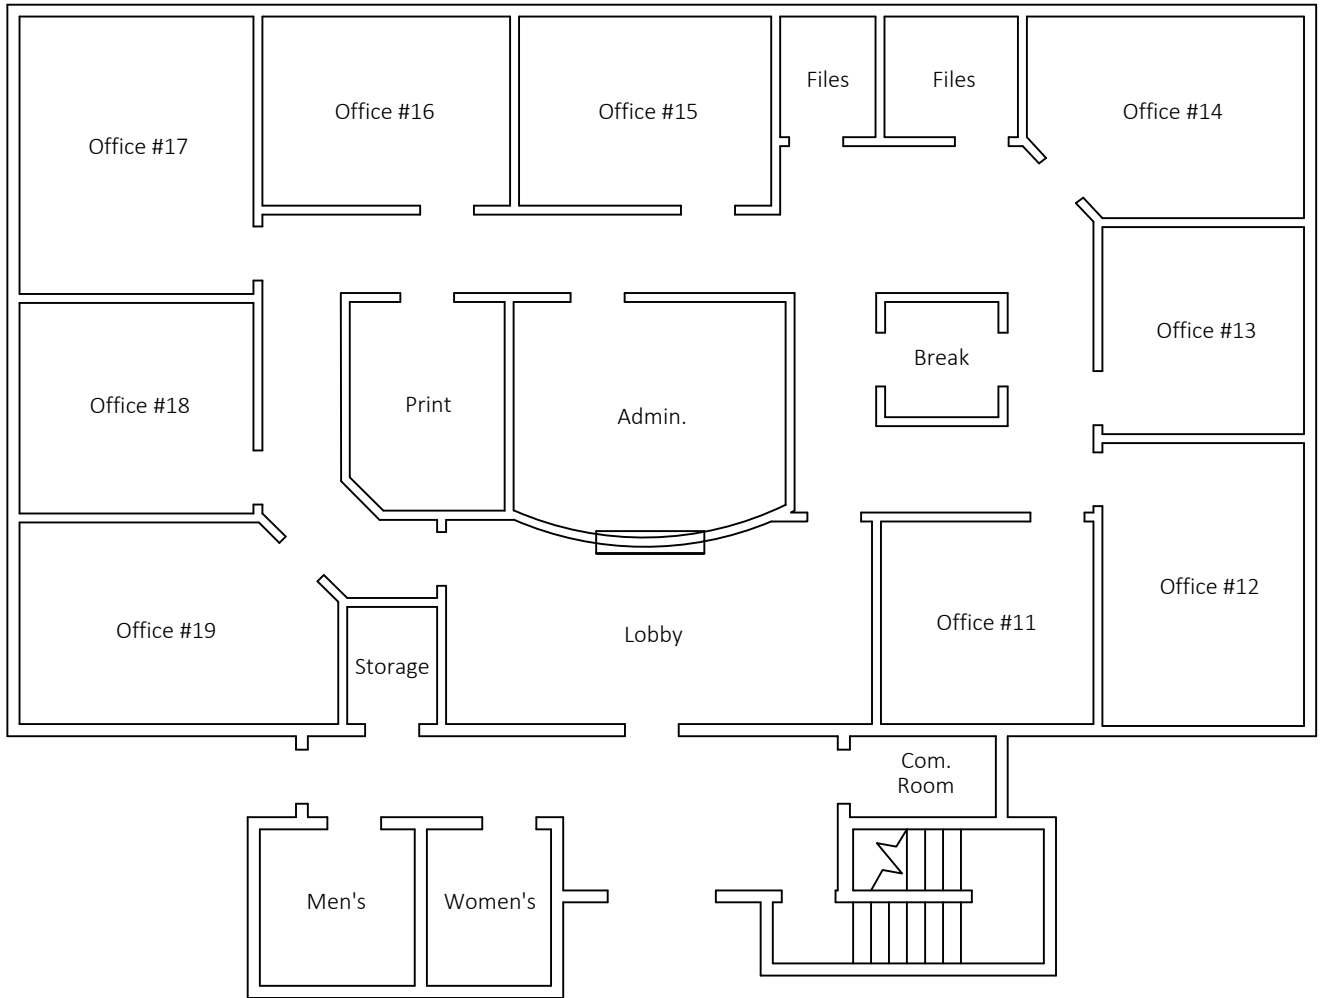 Files
Files
Office #16
Office #15
Office #14
Office #17
Office #13
Break
Office #18
Print
Admin.
Office #12
Office #11
Office #19
Lobby
Storage
Com.
Room
Men's
Women's